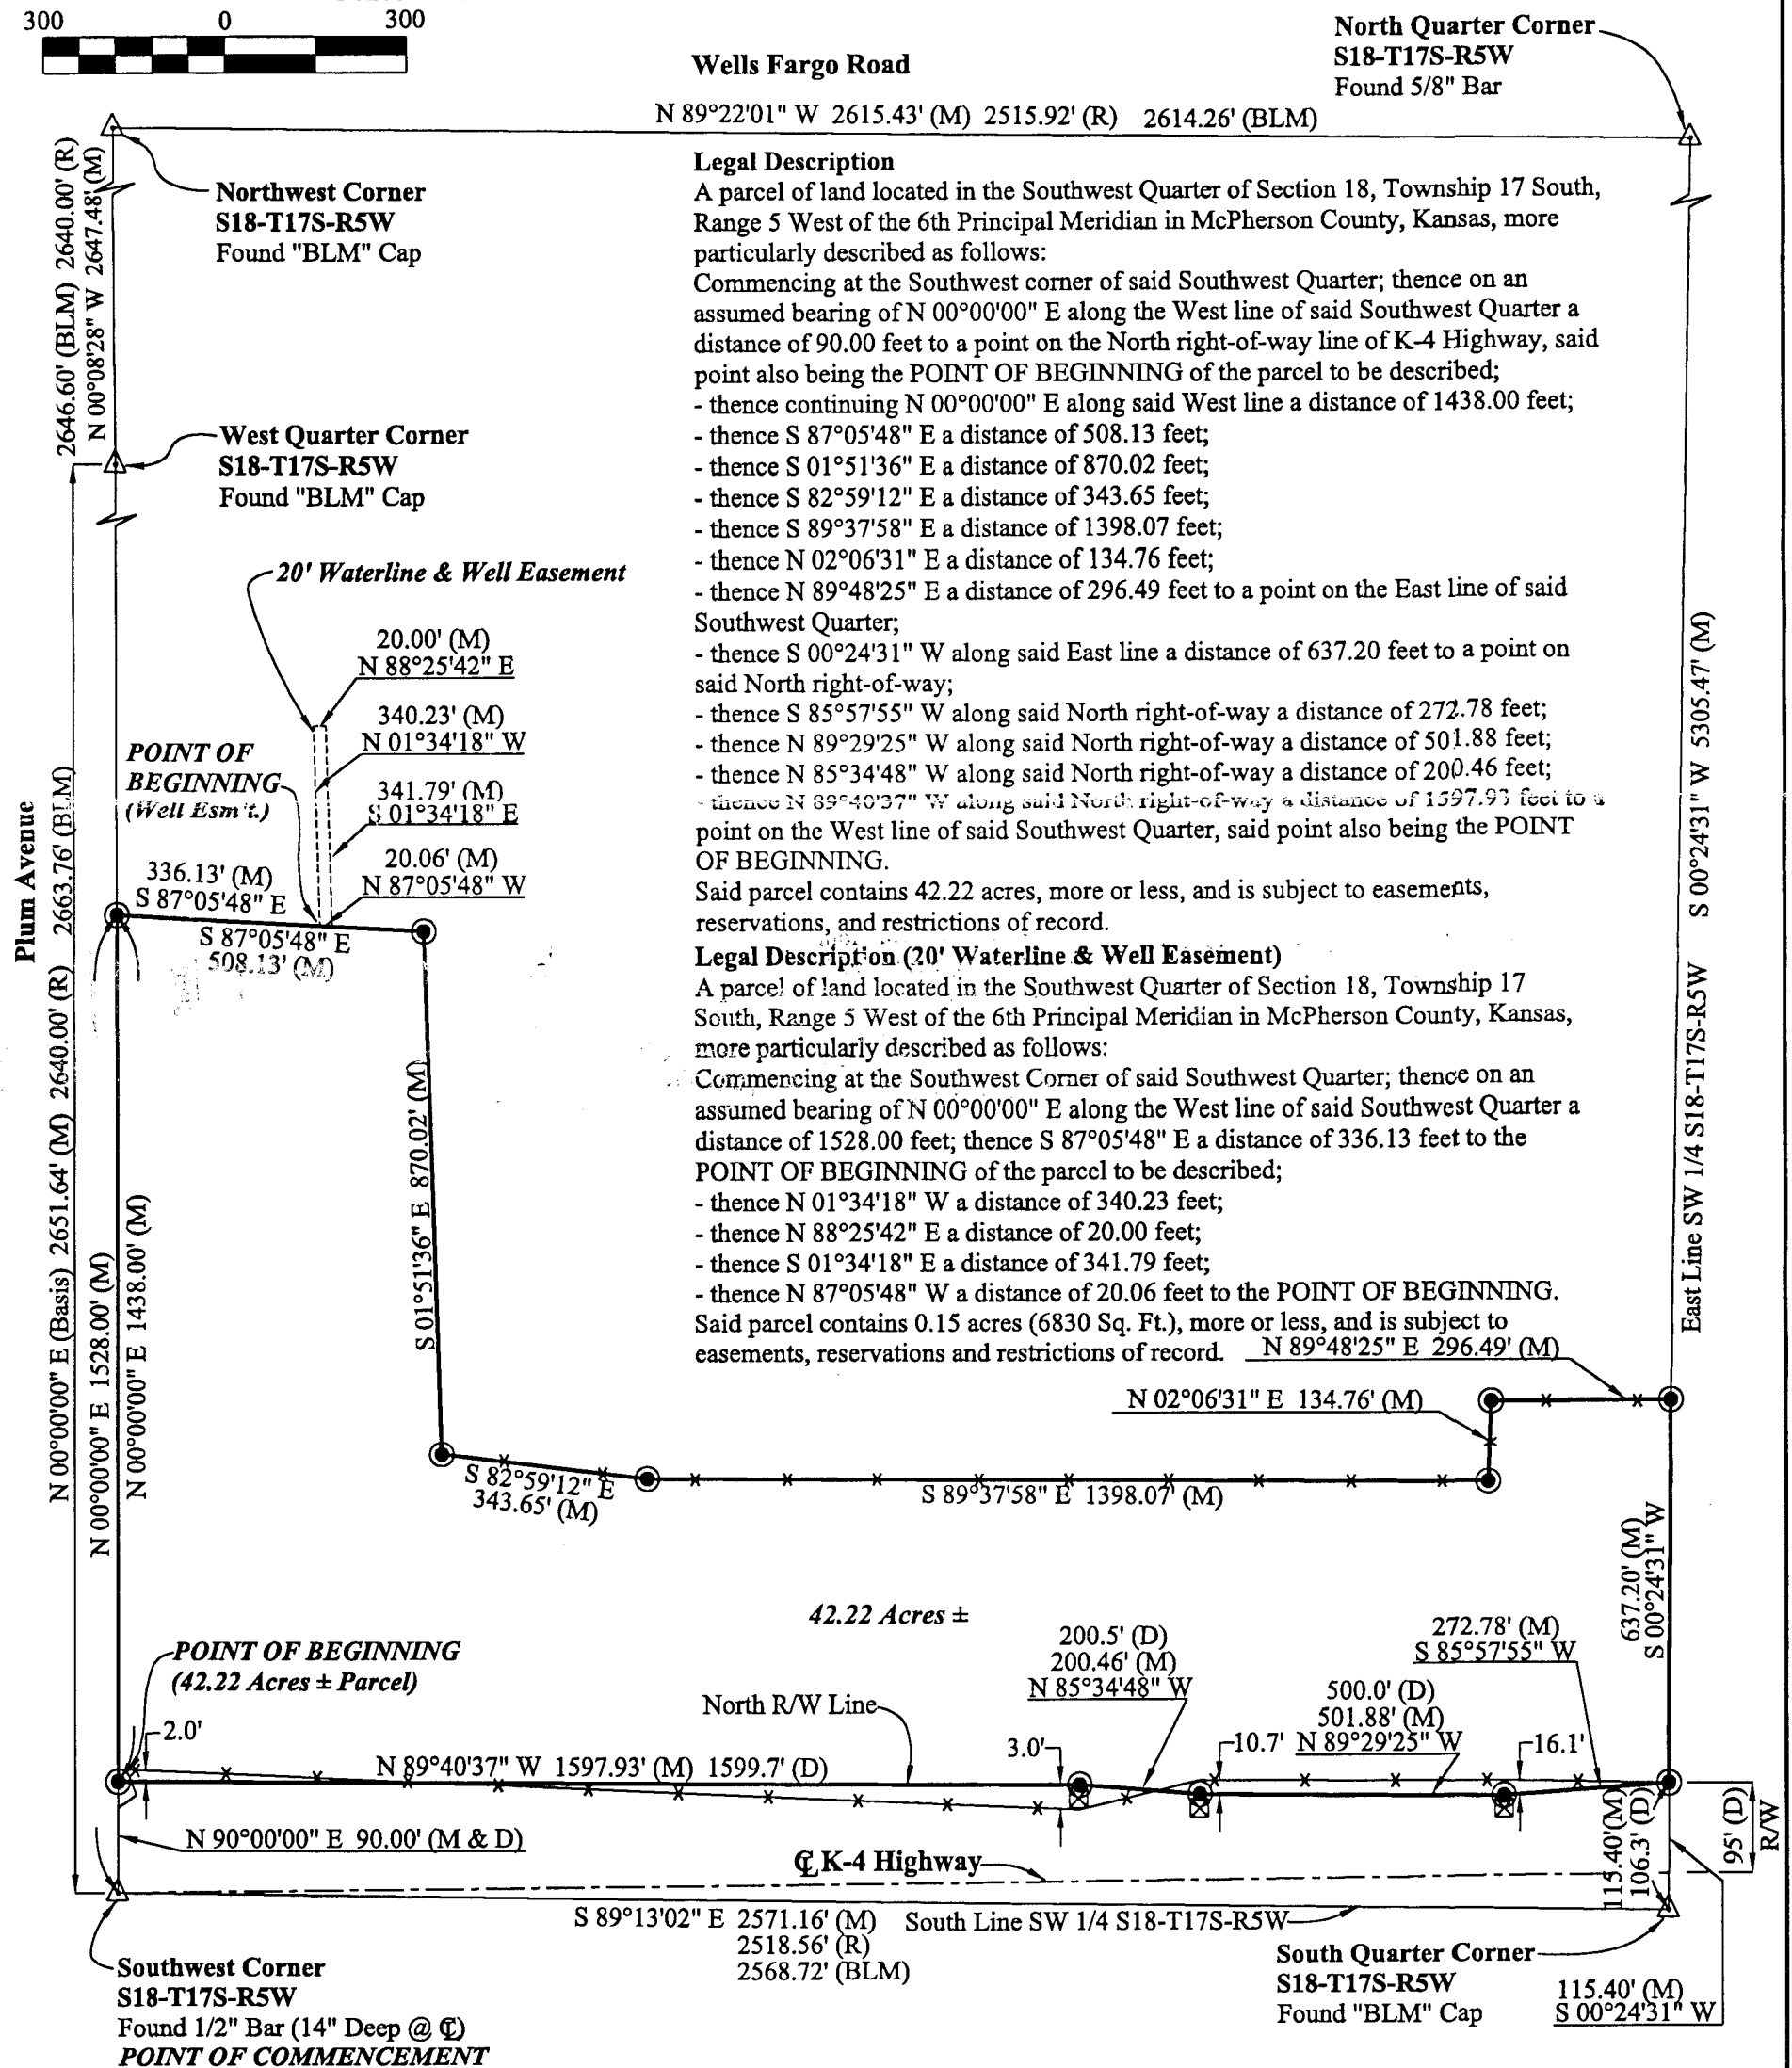 300 0 300
North Quarter Corner
S18-T17S-R5W
Found 5/8" Bar
Wells Fargo Road
N 89°22'01" W 2615.43' (M) 2515.92' (R) 2614.26' (BLM)
2646.60' (BLM) 2640.00' (R)
N 00°08'28" W 2647.48' (M)
Northwest Corner
S18-T17S-R5W
Found "BLM" Cap
West Quarter Corner
S18-T17S-R5W
Found "BLM" Cap
Legal Description
A parcel of land located in the Southwest Quarter of Section 18, Township 17 South,
Range 5 West of the 6th Principal Meridian in McPherson County, Kansas, more
particularly described as follows:
Commencing at the Southwest corner of said Southwest Quarter; thence on an
assumed bearing of N 00°00'00" E along the West line of said Southwest Quarter a
distance of 90.00 feet to a point on the North right-of-way line of K-4 Highway, said
point also being the POINT OF BEGINNING of the parcel to be described;
- thence continuing N 00°00'00" E along said West line a distance of 1438.00 feet;
- thence S 87°05'48" E a distance of 508.13 feet;
- thence S 01°51'36" E a distance of 870.02 feet;
- thence S 82°59'12" E a distance of 343.65 feet;
- thence S 89°37'58" E a distance of 1398.07 feet;
- thence N 02°06'31" E a distance of 134.76 feet;
- thence N 89°48'25" E a distance of 296.49 feet to a point on the East line of said
Southwest Quarter;
- thence S 00°24'31" W along said East line a distance of 637.20 feet to a point on
said North right-of-way;
- thence S 85°57'55" W along said North right-of-way a distance of 272.78 feet;
- thence N 89°29'25" W along said North right-of-way a distance of 501.88 feet;
- thence N 85°34'48" W along said North right-of-way a distance of 200.46 feet;
- thence N 89°40'37" W along said North right-of-way a distance of 1597.93 feet to a
point on the West line of said Southwest Quarter, said point also being the POINT
OF BEGINNING.
Said parcel contains 42.22 acres, more or less, and is subject to easements,
reservations, and restrictions of record.
Legal Description (20' Waterline & Well Easement)
A parcel of land located in the Southwest Quarter of Section 18, Township 17
South, Range 5 West of the 6th Principal Meridian in McPherson County, Kansas,
more particularly described as follows:
Commencing at the Southwest Corner of said Southwest Quarter; thence on an
assumed bearing of N 00°00'00" E along the West line of said Southwest Quarter a
distance of 1528.00 feet; thence S 87°05'48" E a distance of 336.13 feet to the
POINT OF BEGINNING of the parcel to be described;
- thence N 01°34'18" W a distance of 340.23 feet;
- thence N 88°25'42" E a distance of 20.00 feet;
- thence S 01°34'18" E a distance of 341.79 feet;
- thence N 87°05'48" W a distance of 20.06 feet to the POINT OF BEGINNING.
Said parcel contains 0.15 acres (6830 Sq. Ft.), more or less, and is subject to
easements, reservations and restrictions of record.
20' Waterline & Well Easement
20.00' (M)
N 88°25'42" E
340.23' (M)
N 01°34'18" W
341.79' (M)
S 01°34'18" E
20.06' (M)
N 87°05'48" W
POINT OF
BEGINNING
(Well Esm't.)
336.13' (M)
S 87°05'48" E
S 87°05'48" E
508.13' (M)
Plum Avenue
N 00°00'00" E (Basis) 2651.64' (M) 2640.00' (R) 2663.76' (BLM)
N 00°00'00" E 1528.00' (M)
N 00°00'00" E 1438.00' (M)
S 01°51'36" E 870.02' (M)
S 00°24'31" W 5305.47' (M)
East Line SW 1/4 S18-T17S-R5W
N 89°48'25" E 296.49' (M)
N 02°06'31" E 134.76' (M)
S 82°59'12" E
343.65' (M)
S 89°37'58" E 1398.07' (M)
637.20' (M)
S 00°24'31" W
42.22 Acres ±
POINT OF BEGINNING
(42.22 Acres ± Parcel)
2.0'
North R/W Line
200.5' (D)
200.46' (M)
N 85°34'48" W
272.78' (M)
S 85°57'55" W
500.0' (D)
501.88' (M)
N 89°29'25" W
3.0'
10.7'
16.1'
N 89°40'37" W 1597.93' (M) 1599.7' (D)
N 90°00'00" E 90.00' (M & D)
℄ K-4 Highway
115.40' (M)
106.3' (D)
95' (D)
R/W
S 89°13'02" E 2571.16' (M) South Line SW 1/4 S18-T17S-R5W
2518.56' (R)
2568.72' (BLM)
Southwest Corner
S18-T17S-R5W
Found 1/2" Bar (14" Deep @ ℄)
POINT OF COMMENCEMENT
South Quarter Corner
S18-T17S-R5W
Found "BLM" Cap
115.40' (M)
S 00°24'31" W